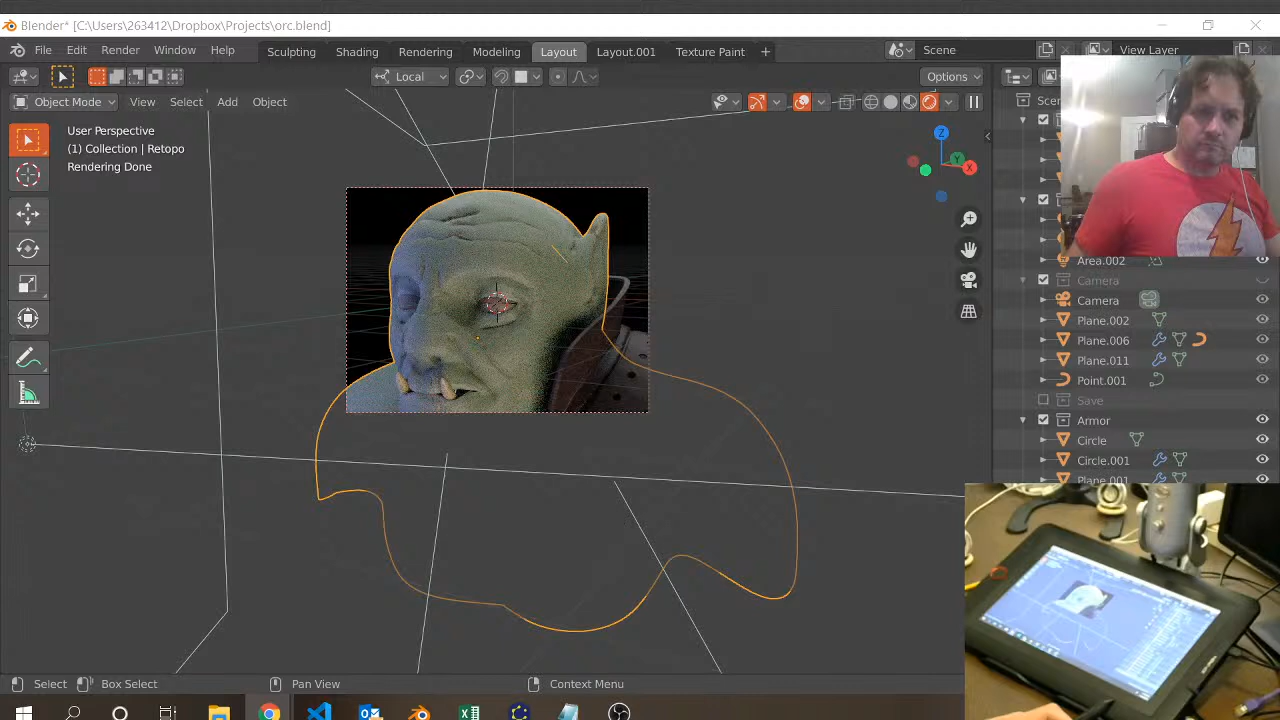 Blender* [C:\Users\263412\Dropbox\Projects\orc.blend]
File Edit Render Window Help Sculpting Shading Rendering Modeling Layout Layout.001 Texture Paint + Scene View Layer
Local Options
Object Mode View Select Add Object
User Perspective
(1) Collection | Retopo
Rendering Done
Z
Y
X
Area.002
Camera
Camera
Plane.002
Plane.006
Plane.011
Point.001
Save
Armor
Circle
Circle.001
Plane.001
Select Box Select Pan View Context Menu